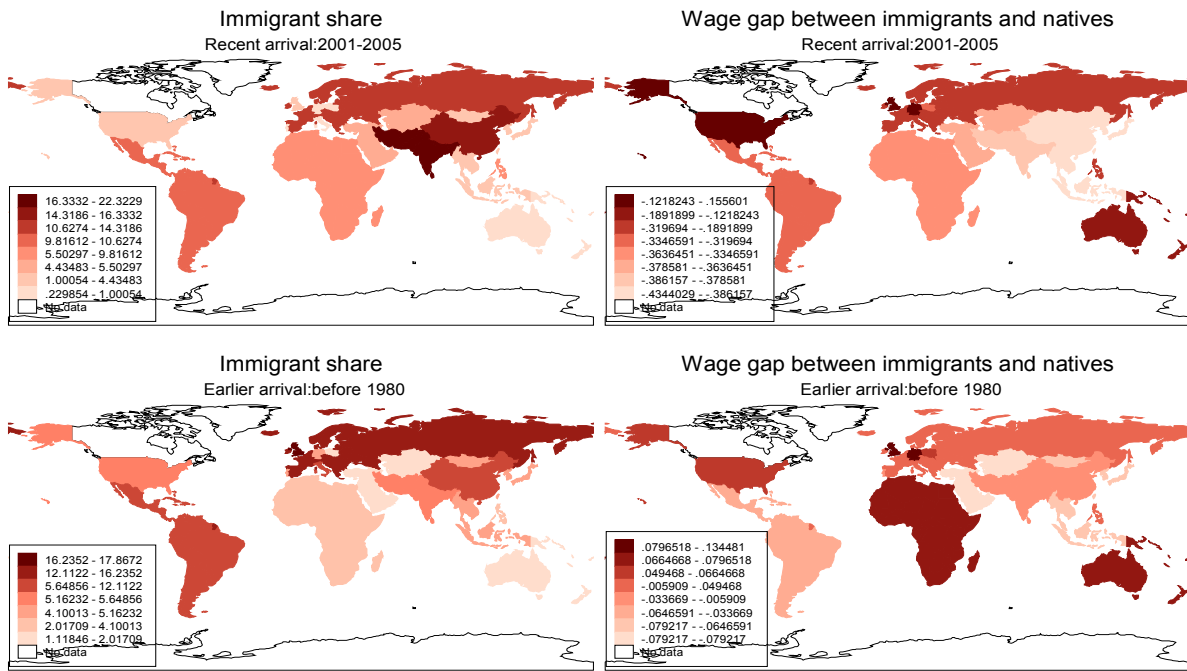 Immigrant share
Recent arrival:2001-2005
16.3332 - 22.3229
14.3186 - 16.3332
10.6274 - 14.3186
9.81612 - 10.6274
5.50297 - 9.81612
4.43483 - 5.50297
1.00054 - 4.43483
.229854 - 1.00054
No data
Wage gap between immigrants and natives
Recent arrival:2001-2005
-.1218243 - .155601
-.1891899 - -.1218243
-.319694 - -.1891899
-.3346591 - -.319694
-.3636451 - -.3346591
-.378581 - -.3636451
-.386157 - -.378581
-.4344029 - -.386157
No data
Immigrant share
Earlier arrival:before 1980
16.2352 - 17.8672
12.1122 - 16.2352
5.64856 - 12.1122
5.16232 - 5.64856
4.10013 - 5.16232
2.01709 - 4.10013
1.11846 - 2.01709
No data
Wage gap between immigrants and natives
Earlier arrival:before 1980
.0796518 - .134481
.0664668 - .0796518
.049468 - .0664668
-.005909 - .049468
-.033669 - -.005909
-.0646591 - -.033669
-.079217 - -.0646591
-.079217 - -.079217
No data